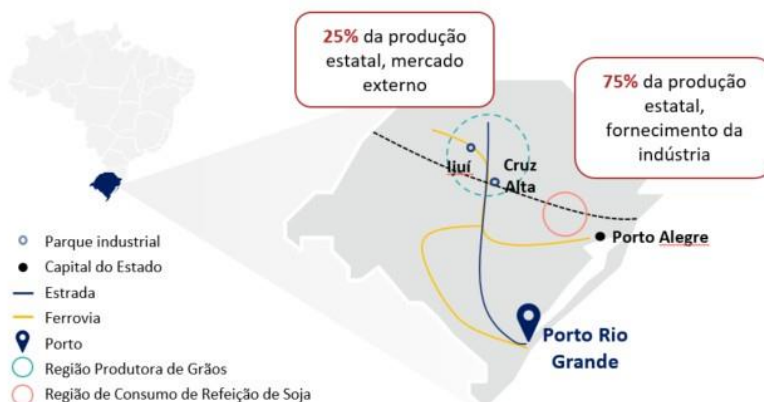 25% da produção
estatal, mercado
externo
75% da produção
estatal,
fornecimento da
indústria
Ijuí
Cruz
Alta
Porto Alegre
Porto Rio
Grande
Parque industrial
Capital do Estado
Estrada
Ferrovia
Porto
Região Produtora de Grãos
Região de Consumo de Refeição de Soja